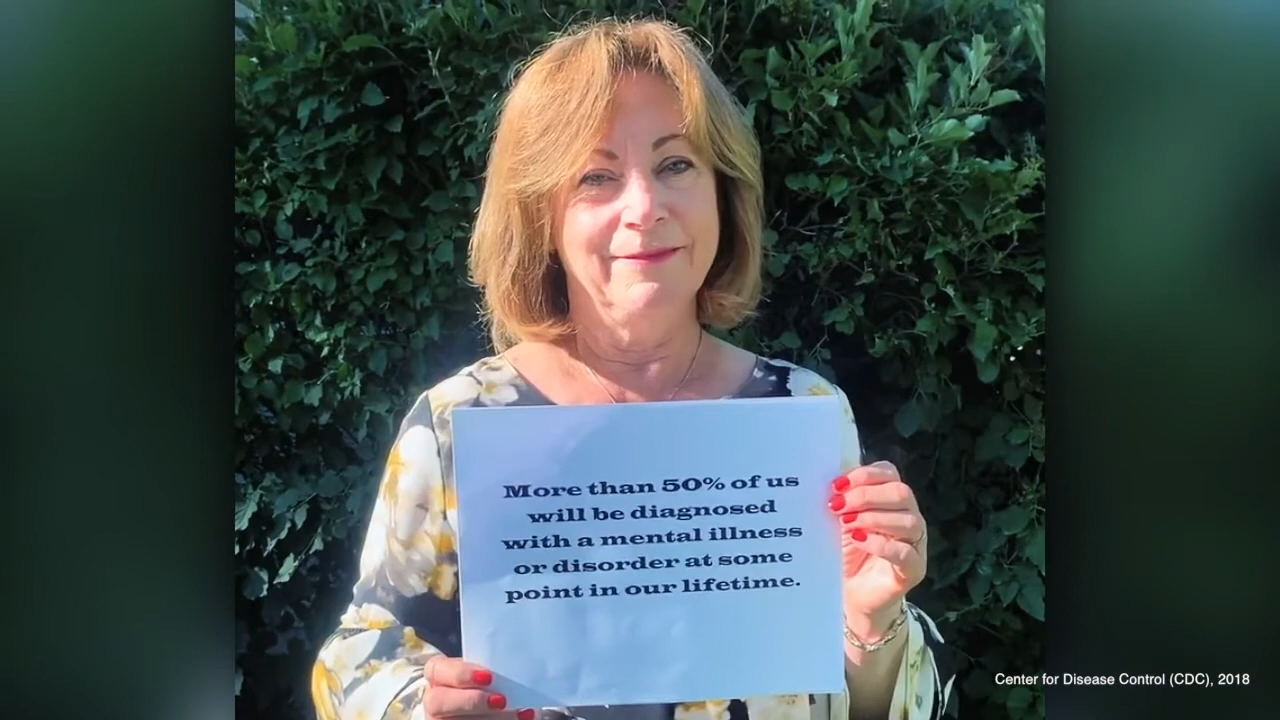 More than 50% of us
will be diagnosed
with a mental illness
or disorder at some
point in our lifetime.
Center for Disease Control (CDC), 2018